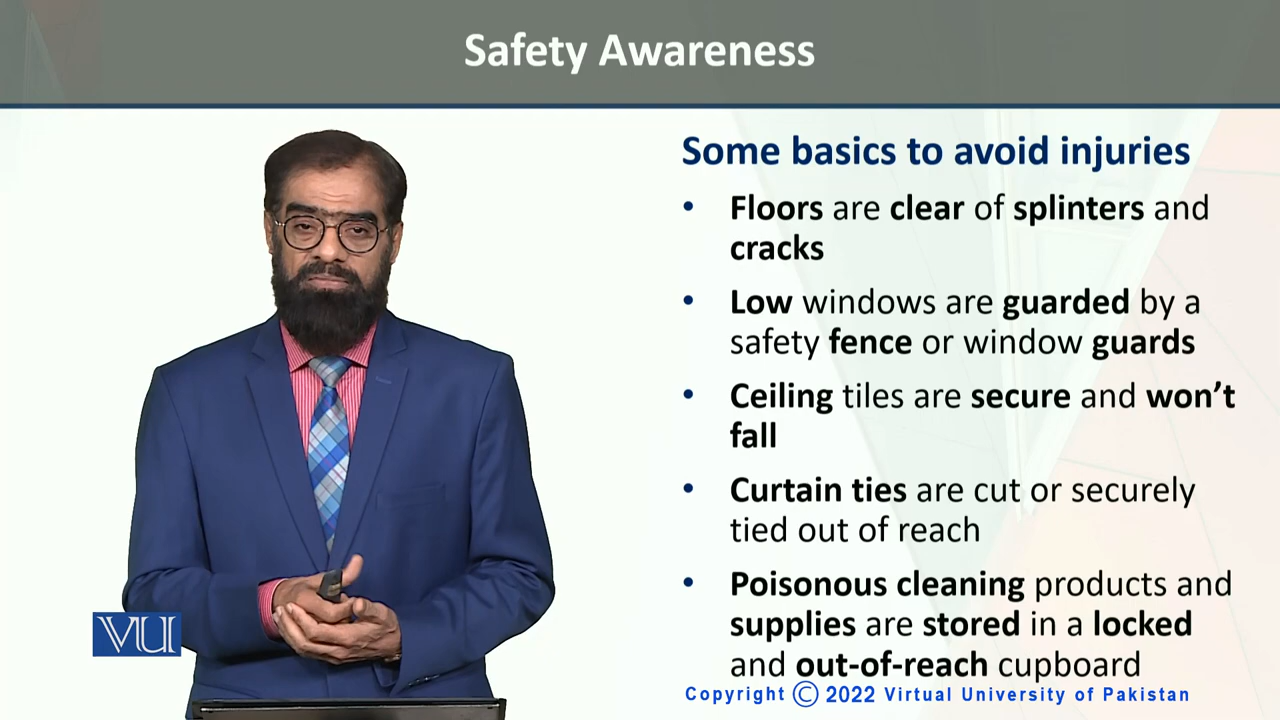 Safety Awareness
Some basics to avoid injuries
• Floors are clear of splinters and
cracks
• Low windows are guarded by a
safety fence or window guards
• Ceiling tiles are secure and won’t
fall
• Curtain ties are cut or securely
tied out of reach
• Poisonous cleaning products and
supplies are stored in a locked
and out-of-reach cupboard
VU
Copyright © 2022 Virtual University of Pakistan